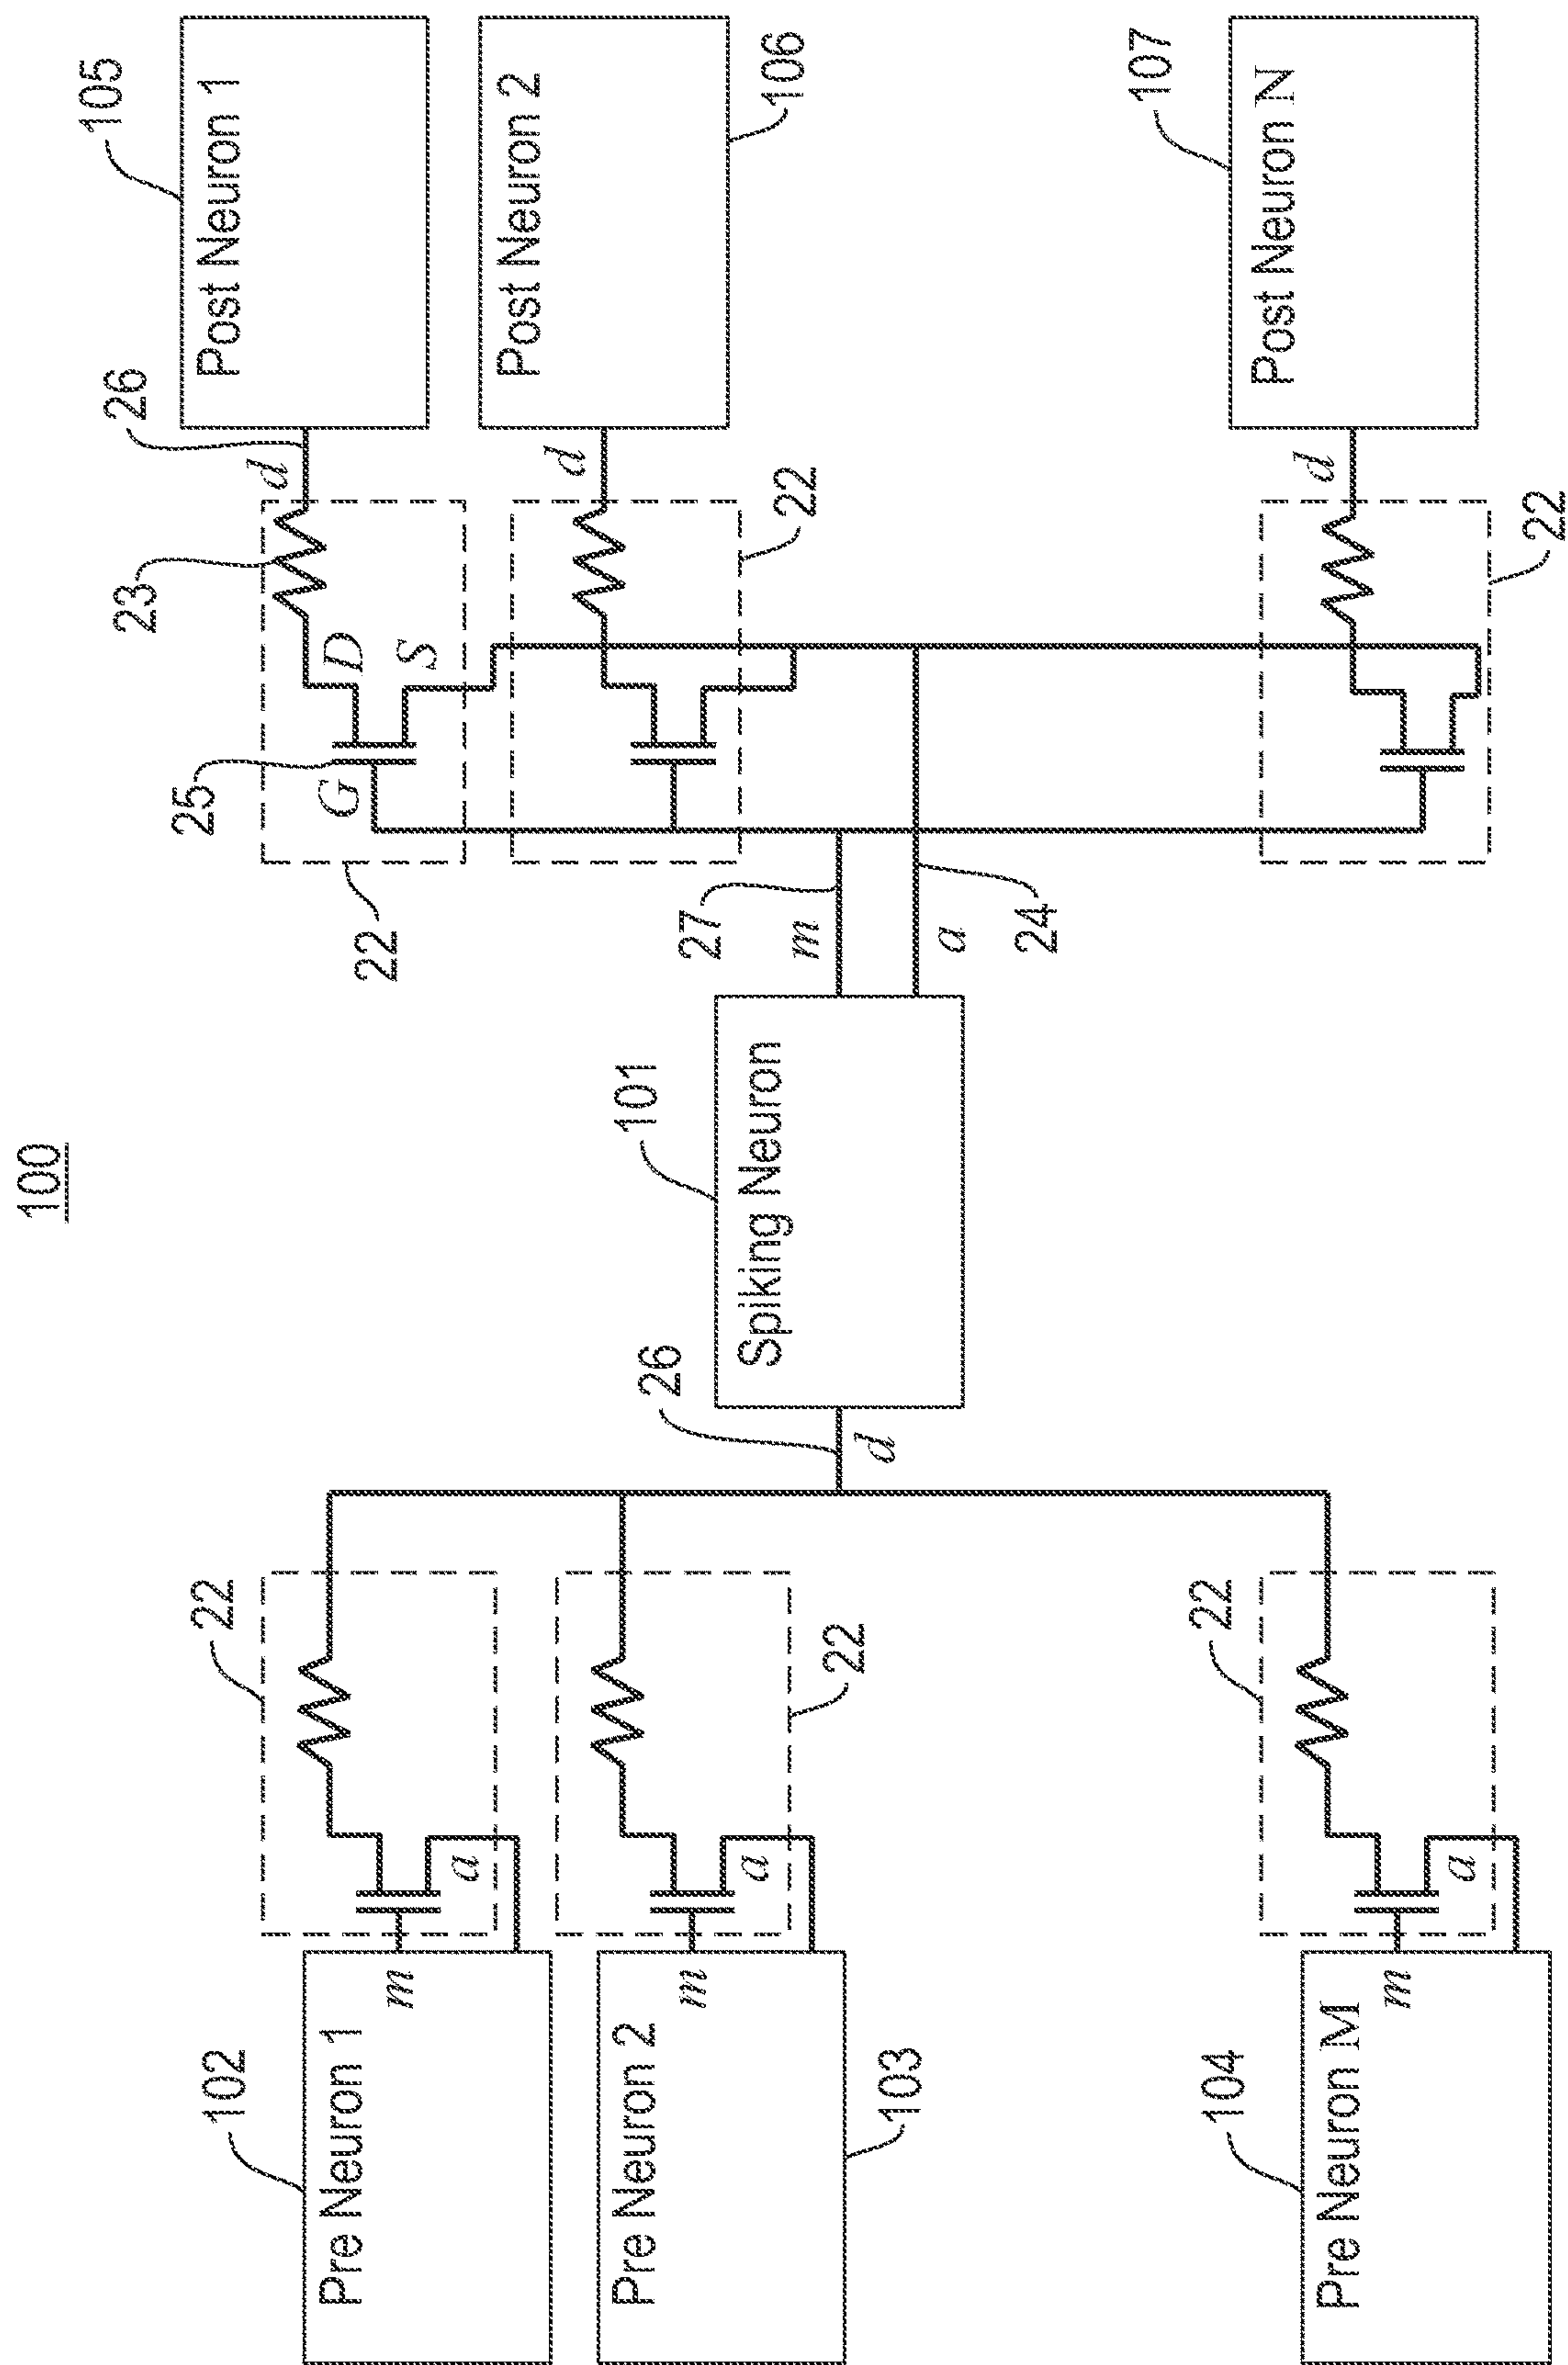 100
102
Pre Neuron 1
m
a
22
Pre Neuron 2
103
m
a
22
104
Pre Neuron M
m
a
22
26
d
101
Spiking Neuron
27
m
a
24
22
25
G
D
S
23
26
d
105
Post Neuron 1
22
d
Post Neuron 2
106
22
d
107
Post Neuron N